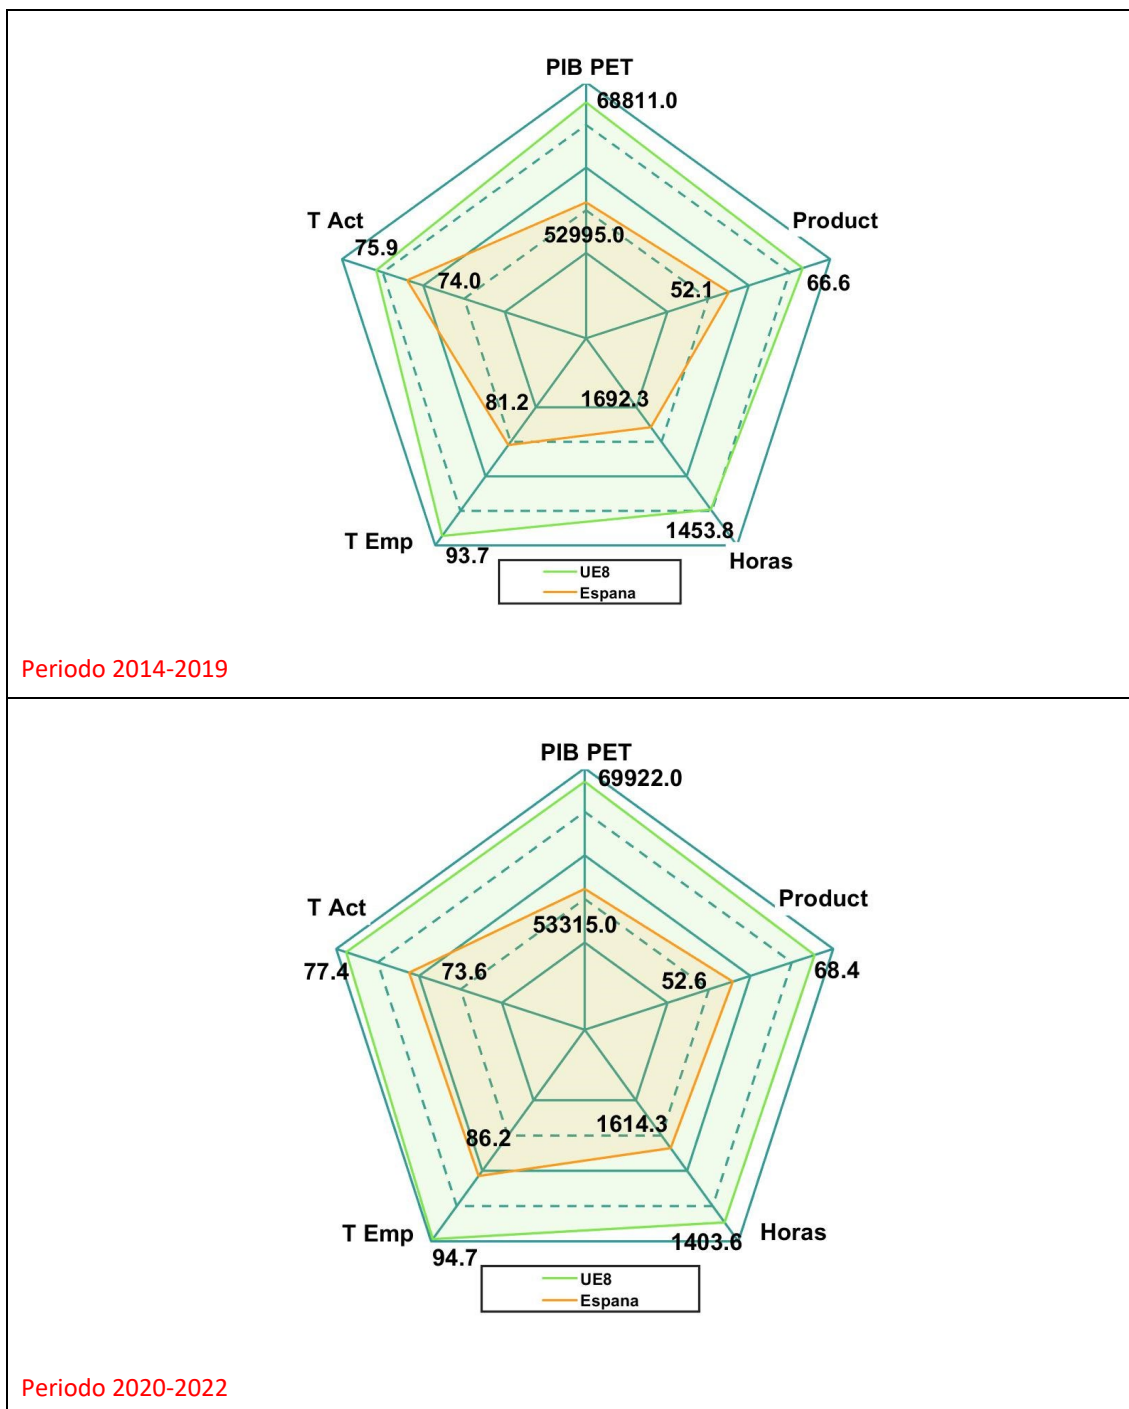 PIB PET
68811.0
T Act
Product
75.9
52995.0
74.0
52.1
66.6
81.2
1692.3
1453.8
T Emp
93.7
Horas
UE8
Espana
Periodo 2014-2019
PIB PET
69922.0
T Act
Product
53315.0
77.4
73.6
52.6
68.4
86.2
1614.3
T Emp
1403.6
Horas
94.7
UE8
Espana
Periodo 2020-2022